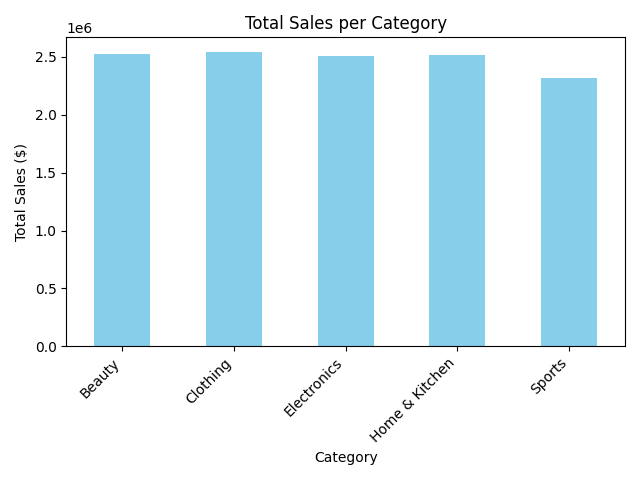 Total Sales per Category
1e6
Total Sales ($)
2.5
2.0
1.5
1.0
0.5
0.0
Beauty
Clothing
Electronics
Home & Kitchen
Sports
Category